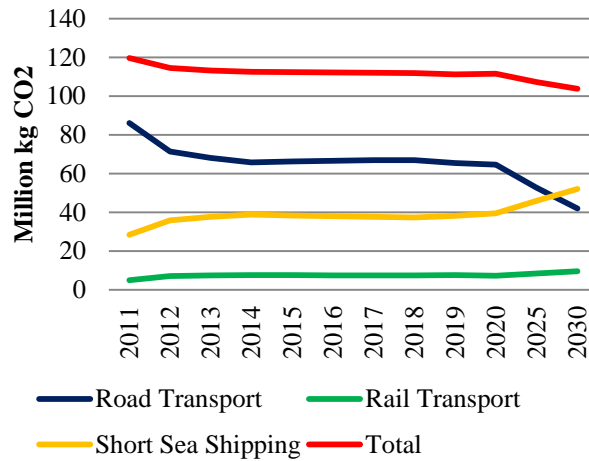 140
120
100
80
60
40
20
0
Million kg CO2
2011 2012 2013 2014 2015 2016 2017 2018 2019 2020 2025 2030
Road Transport Rail Transport
Short Sea Shipping Total